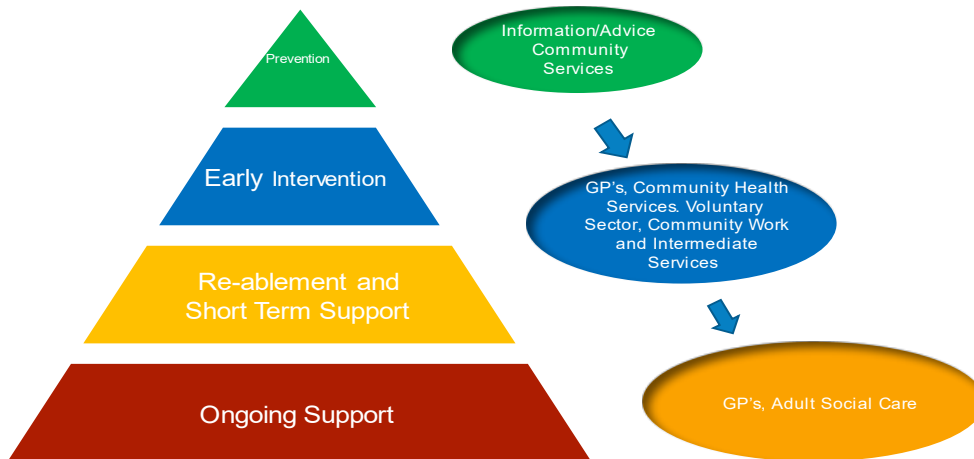 Prevention
Information/Advice
Community
Services
Early Intervention
GP's, Community Health
Services. Voluntary
Sector, Community Work
and Intermediate
Services
Re-ablement and
Short Term Support
Ongoing Support
GP's, Adult Social Care